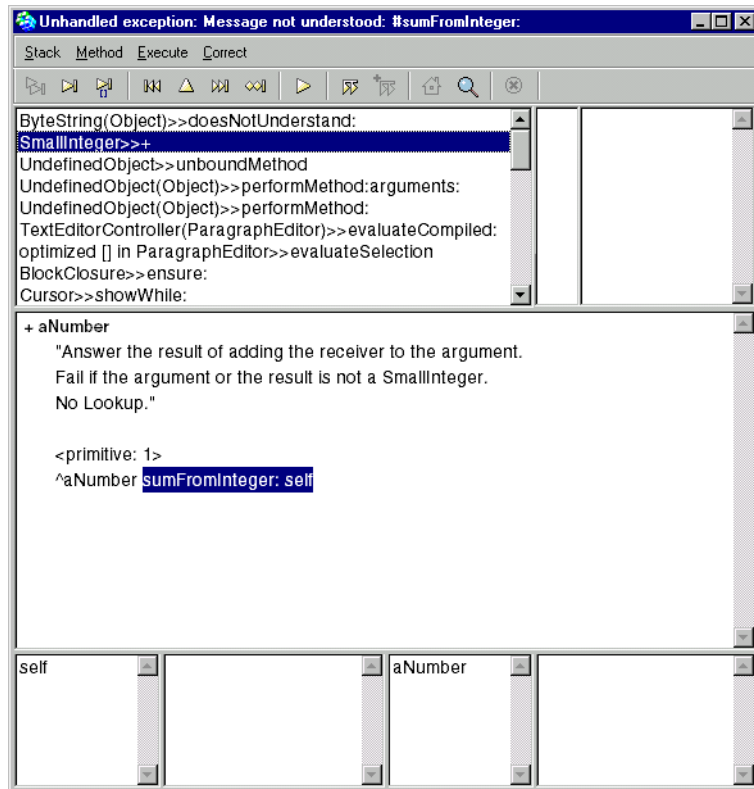 Unhandled exception: Message not understood: #sumFromInteger:
Stack Method Execute Correct
ByteString(Object)>>doesNotUnderstand:
SmallInteger>>+
UndefinedObject>>unboundMethod
UndefinedObject(Object)>>performMethod:arguments:
UndefinedObject(Object)>>performMethod:
TextEditorController(ParagraphEditor)>>evaluateCompiled:
optimized [] in ParagraphEditor>>evaluateSelection
BlockClosure>>ensure:
Cursor>>showWhile:
+ aNumber
"Answer the result of adding the receiver to the argument.
Fail if the argument or the result is not a SmallInteger.
No Lookup."
<primitive: 1>
^aNumber sumFromInteger: self
self aNumber